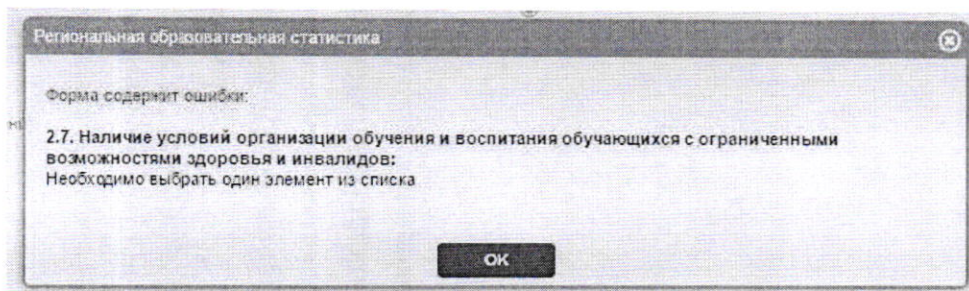 Региональная образовательная статистика
Форма содержит ошибки:
2.7. Наличие условий организации обучения и воспитания обучающихся с ограниченными
возможностями здоровья и инвалидов:
Необходимо выбрать один элемент из списка
OK